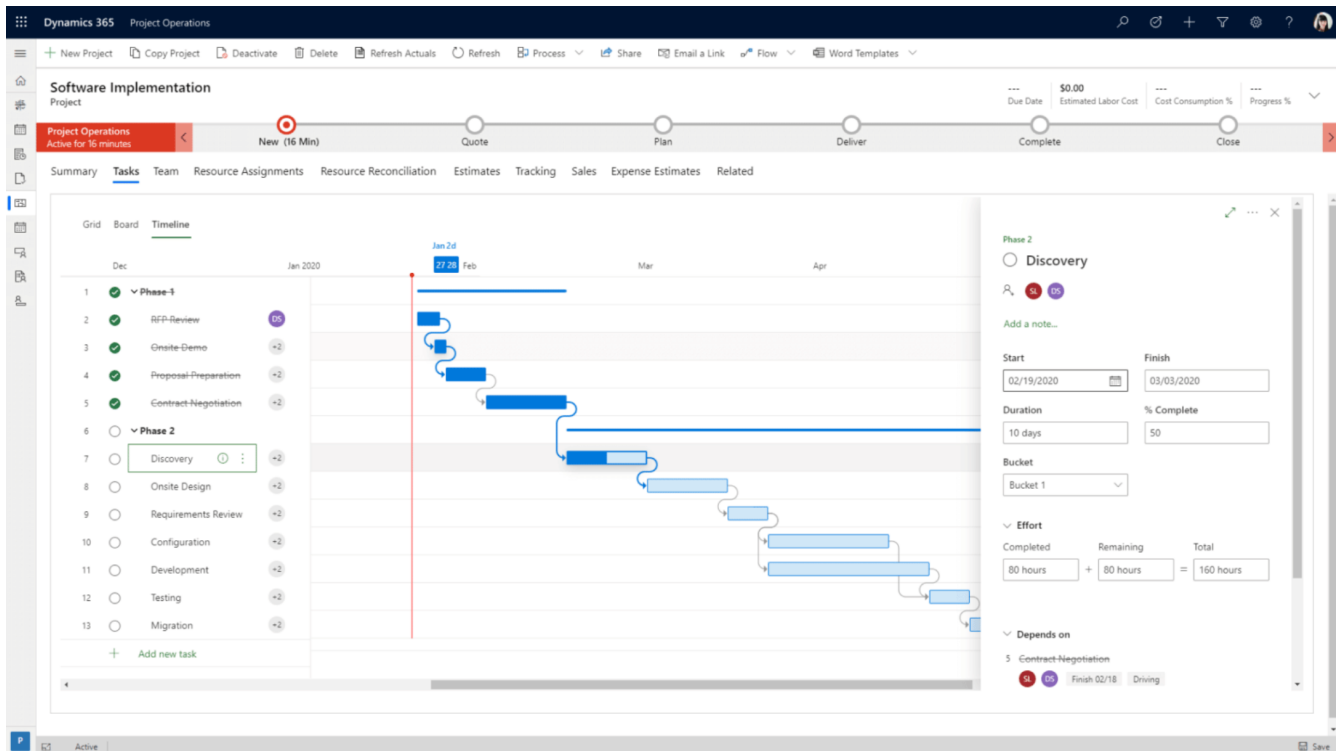 Dynamics 365 Project Operations
New Project Copy Project Deactivate Delete Refresh Actuals Refresh Process Share Email a Link Flow Word Templates
Software Implementation
Project
--- $0.00 --- ---
Due Date Estimated Labor Cost Cost Consumption % Progress %
Project Operations
Active for 16 minutes
New (16 Min) Quote Plan Deliver Complete Close
Summary Tasks Team Resource Assignments Resource Reconciliation Estimates Tracking Sales Expense Estimates Related
Grid Board Timeline
Jan 2d
Dec Jan 2020 27 28 Feb Mar Apr
1 Phase 1
2 RFP Review DS
3 Onsite Demo +2
4 Proposal Preparation +2
5 Contract Negotiation +2
6 Phase 2
7 Discovery +2
8 Onsite Design +2
9 Requirements Review +2
10 Configuration +2
11 Development +2
12 Testing +2
13 Migration +2
Add new task
Phase 2
Discovery
SL DS
Add a note...
Start Finish
02/19/2020 03/03/2020
Duration % Complete
10 days 50
Bucket
Bucket 1
Effort
Completed Remaining Total
80 hours + 80 hours = 160 hours
Depends on
5 Contract Negotiation
SL DS Finish 02/18 Driving
P Active Save